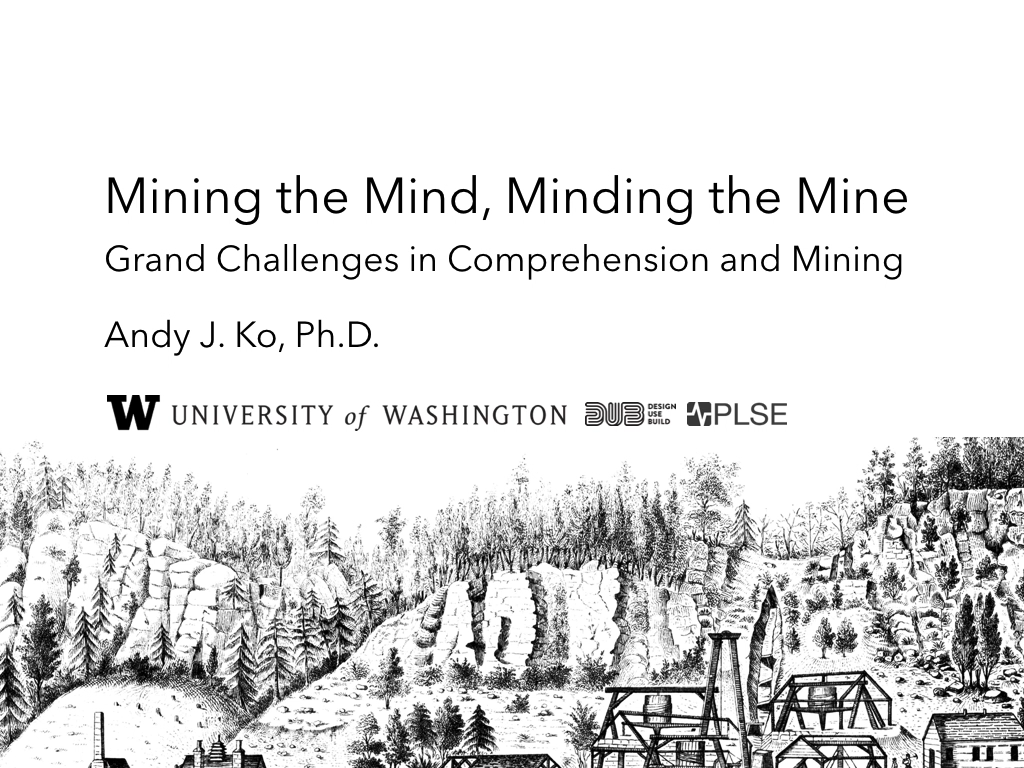 Mining the Mind, Minding the Mine
Grand Challenges in Comprehension and Mining
Andy J. Ko, Ph.D.
W UNIVERSITY of WASHINGTON DUB DESIGN USE BUILD PLSE